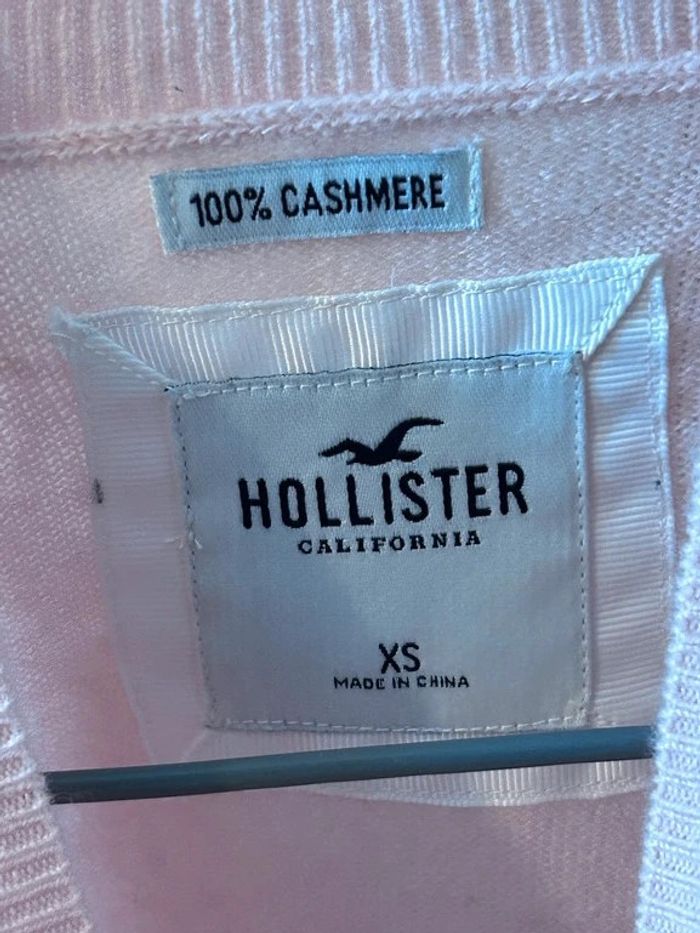 100% CASHMERE
HOLLISTER
CALIFORNIA
XS
MADE IN CHINA